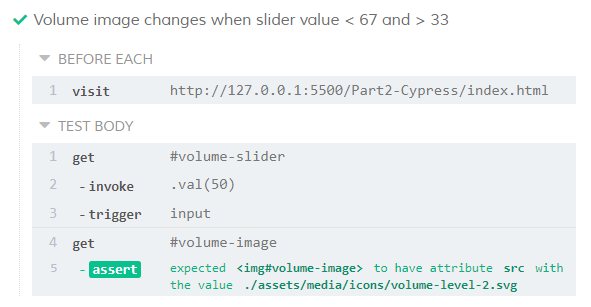 Volume image changes when slider value < 67 and > 33
BEFORE EACH
1 visit http://127.0.0.1:5500/Part2-Cypress/index.html
TEST BODY
1 get #volume-slider
2 - invoke .val(50)
3 - trigger input
4 get #volume-image
5 - assert expected <img#volume-image> to have attribute src with
the value ./assets/media/icons/volume-level-2.svg